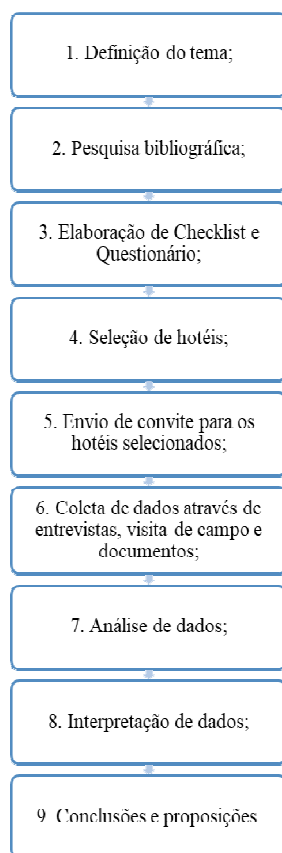 1. Definição do tema;
2. Pesquisa bibliográfica;
3. Elaboração de Checklist e
Questionário;
4. Seleção de hotéis;
5. Envio de convite para os
hotéis selecionados;
6. Coleta de dados através de
entrevistas, visita de campo e
documentos;
7. Análise de dados;
8. Interpretação de dados;
9. Conclusões e proposições